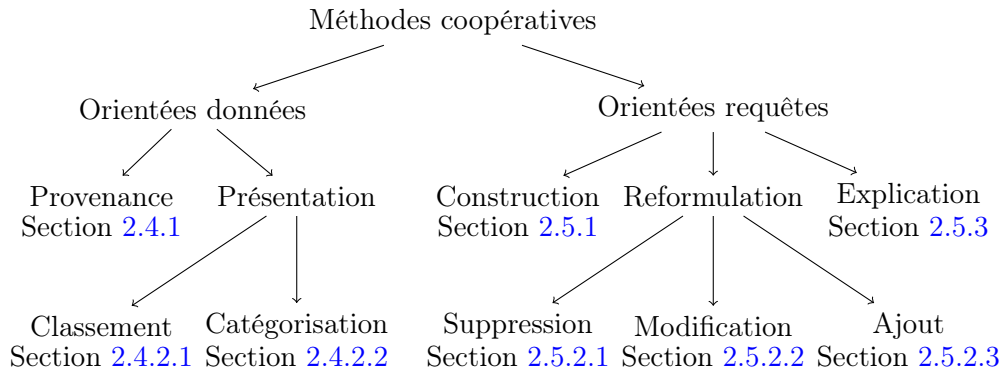 Méthodes coopératives
Orientées données
Orientées requêtes
Provenance
Section 2.4.1
Présentation
Construction
Section 2.5.1
Reformulation
Explication
Section 2.5.3
Classement
Section 2.4.2.1
Catégorisation
Section 2.4.2.2
Suppression
Section 2.5.2.1
Modification
Section 2.5.2.2
Ajout
Section 2.5.2.3